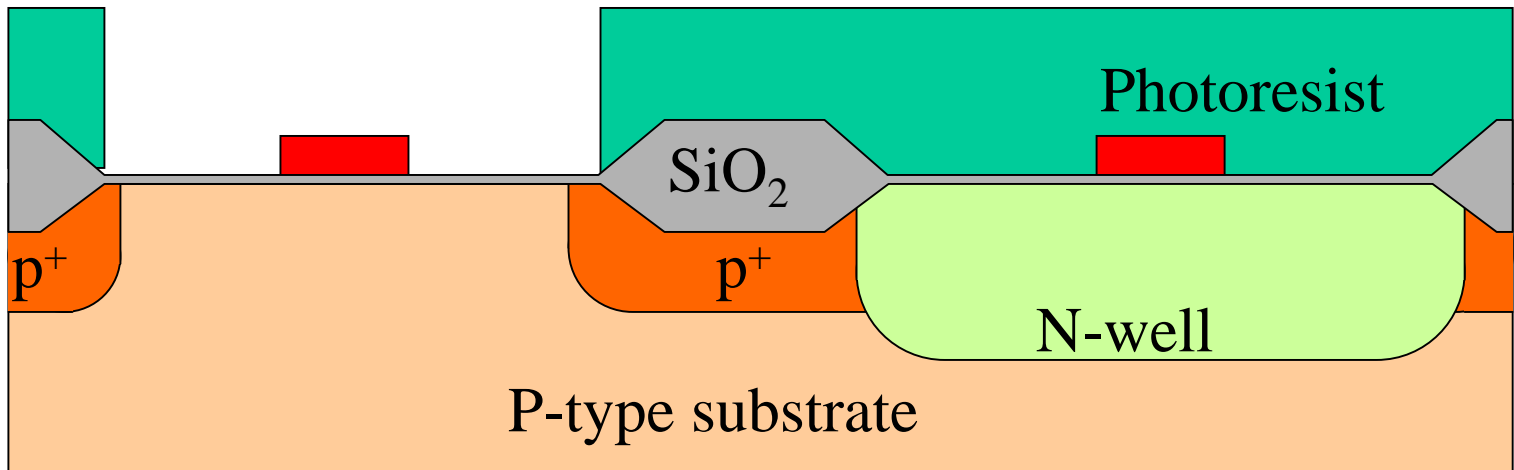 Photoresist
SiO₂
p⁺
p⁺
N-well
P-type substrate